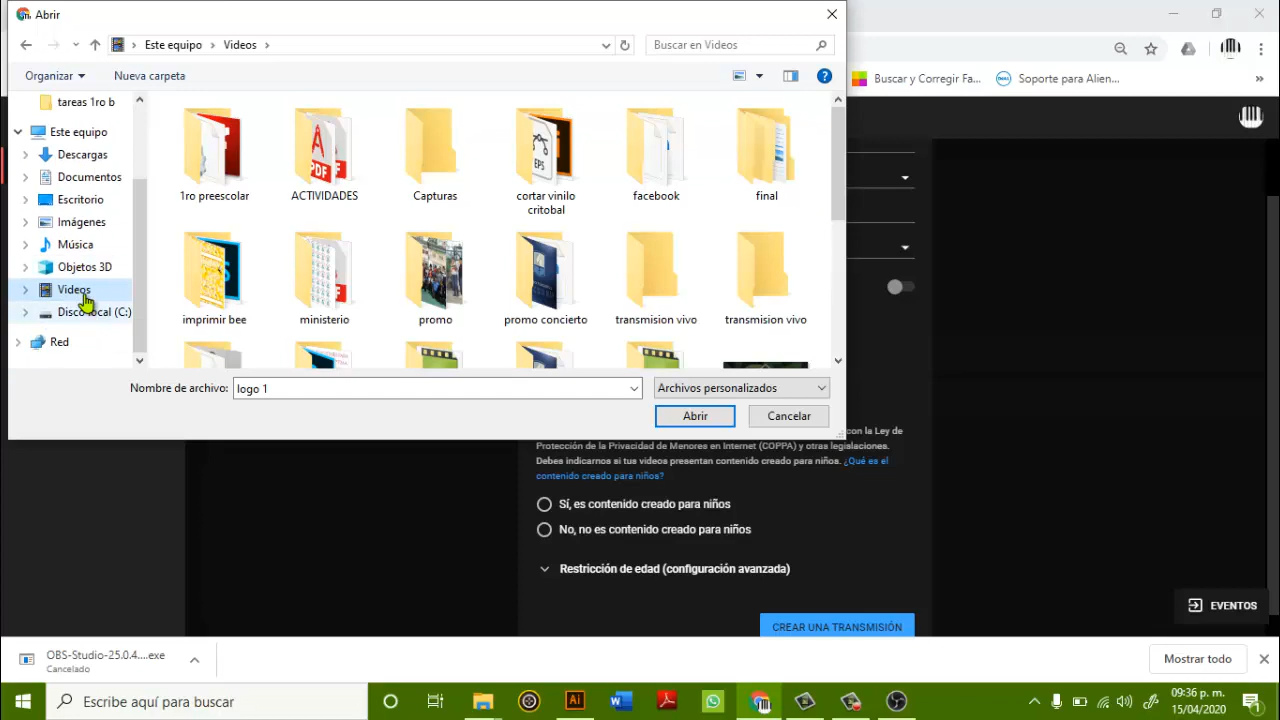 Abrir
Este equipo > Videos >
Buscar en Videos
Organizar
Nueva carpeta
Buscar y Corregir Fa...
Soporte para Alien...
»
tareas 1ro b
Este equipo
Descargas
Documentos
Escritorio
Imágenes
Música
Objetos 3D
Videos
Disco local (C:)
Red
1ro preescolar
ACTIVIDADES
Capturas
cortar vinilo
critobal
facebook
final
imprimir bee
ministerio
promo
promo concierto
transmision vivo
transmision vivo
Nombre de archivo: logo 1
Archivos personalizados
Abrir
Cancelar
con la Ley de
Protección de la Privacidad de Menores en Internet (COPPA) y otras legislaciones.
Debes indicarnos si tus videos presentan contenido creado para niños. ¿Qué es el
contenido creado para niños?
Sí, es contenido creado para niños
No, no es contenido creado para niños
Restricción de edad (configuración avanzada)
CREAR UNA TRANSMISIÓN
EVENTOS
OBS-Studio-25.0.4....exe
Cancelado
Mostrar todo
Escribe aquí para buscar
09:36 p. m.
15/04/2020